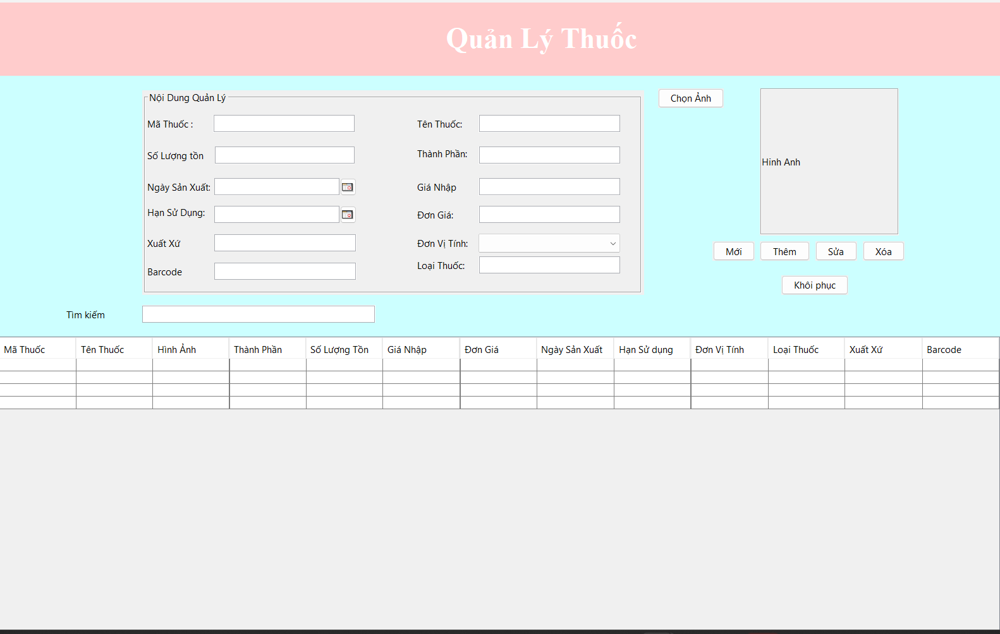 Quản Lý Thuốc
Nội Dung Quản Lý
Chọn Ảnh
Mã Thuốc :
Tên Thuốc:
Số Lượng tồn
Thành Phần:
Ngày Sản Xuất:
Giá Nhập
Hạn Sử Dụng:
Đơn Giá:
Xuất Xứ
Đơn Vị Tính:
Barcode
Loại Thuốc:
Hinh Anh
Mới Thêm Sửa Xóa
Khôi phục
Tìm kiếm
Mã Thuốc Tên Thuốc Hình Ảnh Thành Phần Số Lượng Tồn Giá Nhập Đơn Giá Ngày Sản Xuất Hạn Sử dụng Đơn Vị Tính Loại Thuốc Xuất Xứ Barcode